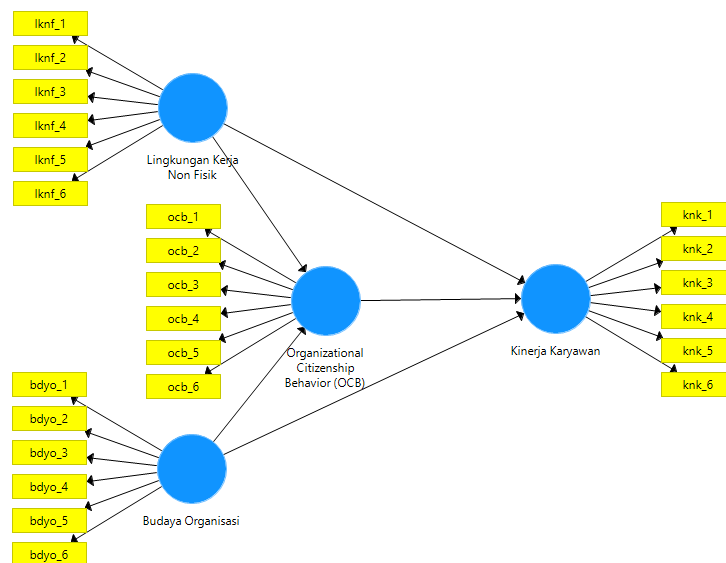 lknf_1
lknf_2
lknf_3
lknf_4
lknf_5
lknf_6
Lingkungan Kerja
Non Fisik
ocb_1
ocb_2
ocb_3
ocb_4
ocb_5
ocb_6
Organizational
Citizenship
Behavior (OCB)
knk_1
knk_2
knk_3
knk_4
knk_5
knk_6
Kinerja Karyawan
bdyo_1
bdyo_2
bdyo_3
bdyo_4
bdyo_5
bdyo_6
Budaya Organisasi